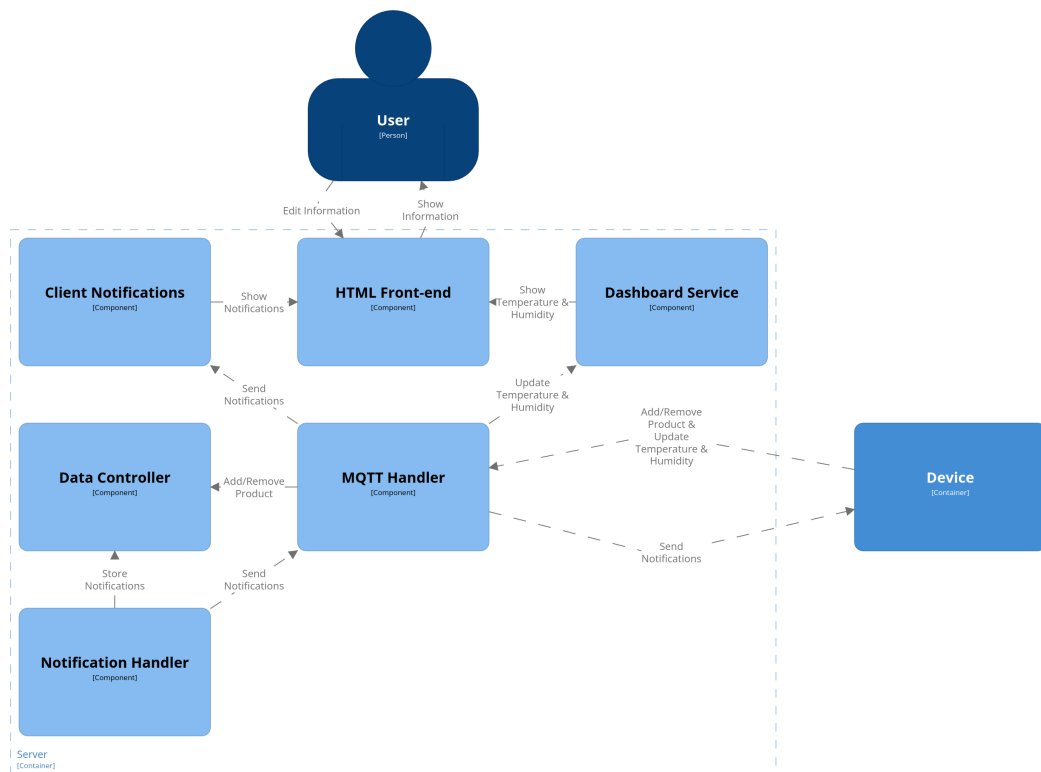 User
[Person]
Edit Information
Show
Information
Client Notifications
[Component]
Show
Notifications
HTML Front-end
[Component]
Show
Temperature &
Humidity
Dashboard Service
[Component]
Send
Notifications
Update
Temperature &
Humidity
Add/Remove
Product &
Update
Temperature &
Humidity
Data Controller
[Component]
Add/Remove
Product
MQTT Handler
[Component]
Device
[Container]
Send
Notifications
Store
Notifications
Send
Notifications
Notification Handler
[Component]
Server
[Container]